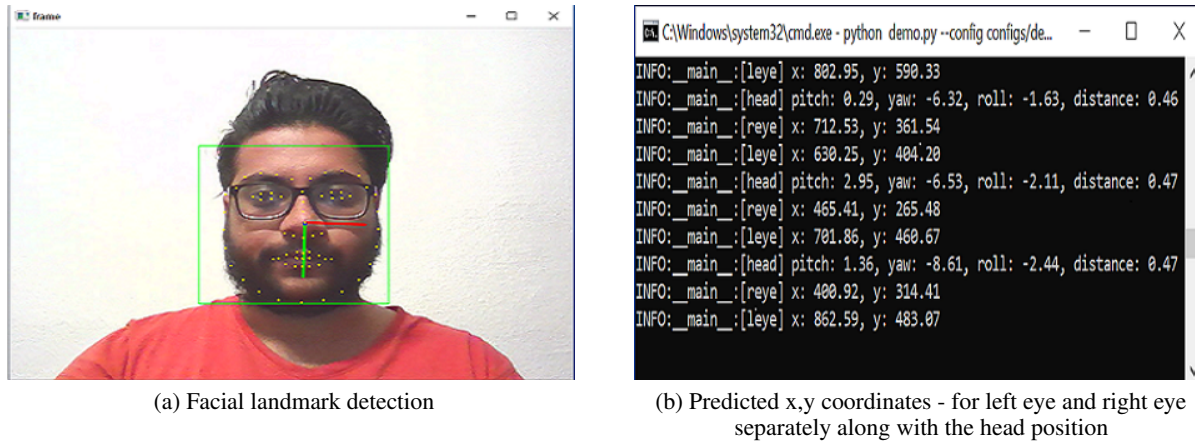 frame
C:\Windows\system32\cmd.exe - python demo.py --config configs/de...
INFO:__main__:[leye] x: 802.95, y: 590.33
INFO:__main__:[head] pitch: 0.29, yaw: -6.32, roll: -1.63, distance: 0.46
INFO:__main__:[reye] x: 712.53, y: 361.54
INFO:__main__:[leye] x: 630.25, y: 404.20
INFO:__main__:[head] pitch: 2.95, yaw: -6.53, roll: -2.11, distance: 0.47
INFO:__main__:[reye] x: 465.41, y: 265.48
INFO:__main__:[leye] x: 701.86, y: 460.67
INFO:__main__:[head] pitch: 1.36, yaw: -8.61, roll: -2.44, distance: 0.47
INFO:__main__:[reye] x: 400.92, y: 314.41
INFO:__main__:[leye] x: 862.59, y: 483.07
(a) Facial landmark detection
(b) Predicted x,y coordinates - for left eye and right eye
separately along with the head position